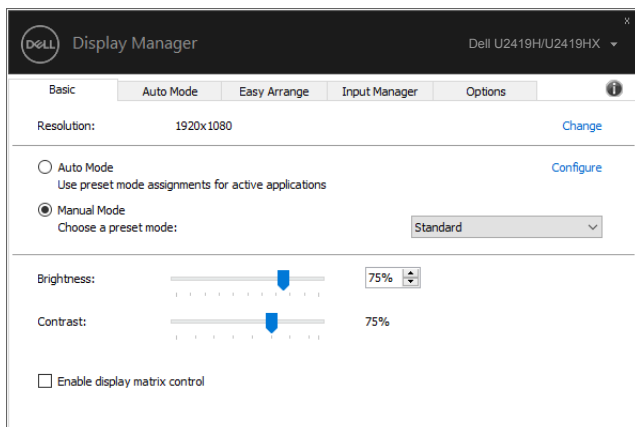 x
DELL Display Manager Dell U2419H/U2419HX
Basic Auto Mode Easy Arrange Input Manager Options i
Resolution: 1920x1080 Change
Auto Mode Configure
Use preset mode assignments for active applications
Manual Mode
Choose a preset mode: Standard
Brightness: 75%
Contrast: 75%
Enable display matrix control